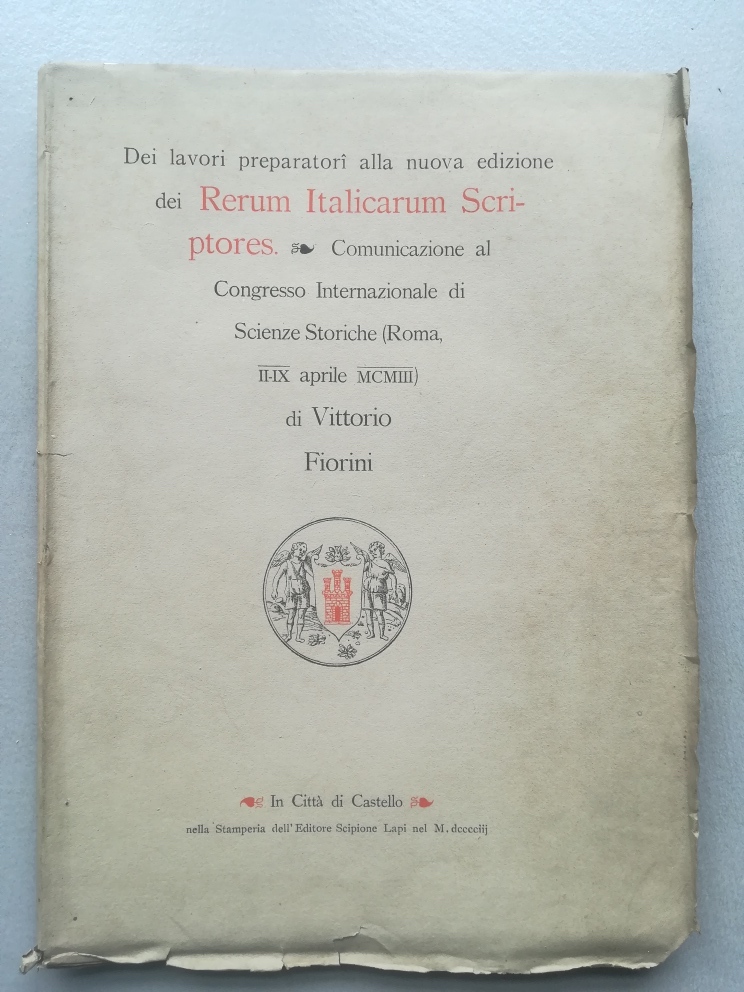 Dei lavori preparatorî alla nuova edizione
dei Rerum Italicarum Scri-
ptores. ❧ Comunicazione al
Congresso Internazionale di
Scienze Storiche (Roma,
II-IX aprile MCMIII)
di Vittorio
Fiorini
In Città di Castello
nella Stamperia dell'Editore Scipione Lapi nel M. dcccciij